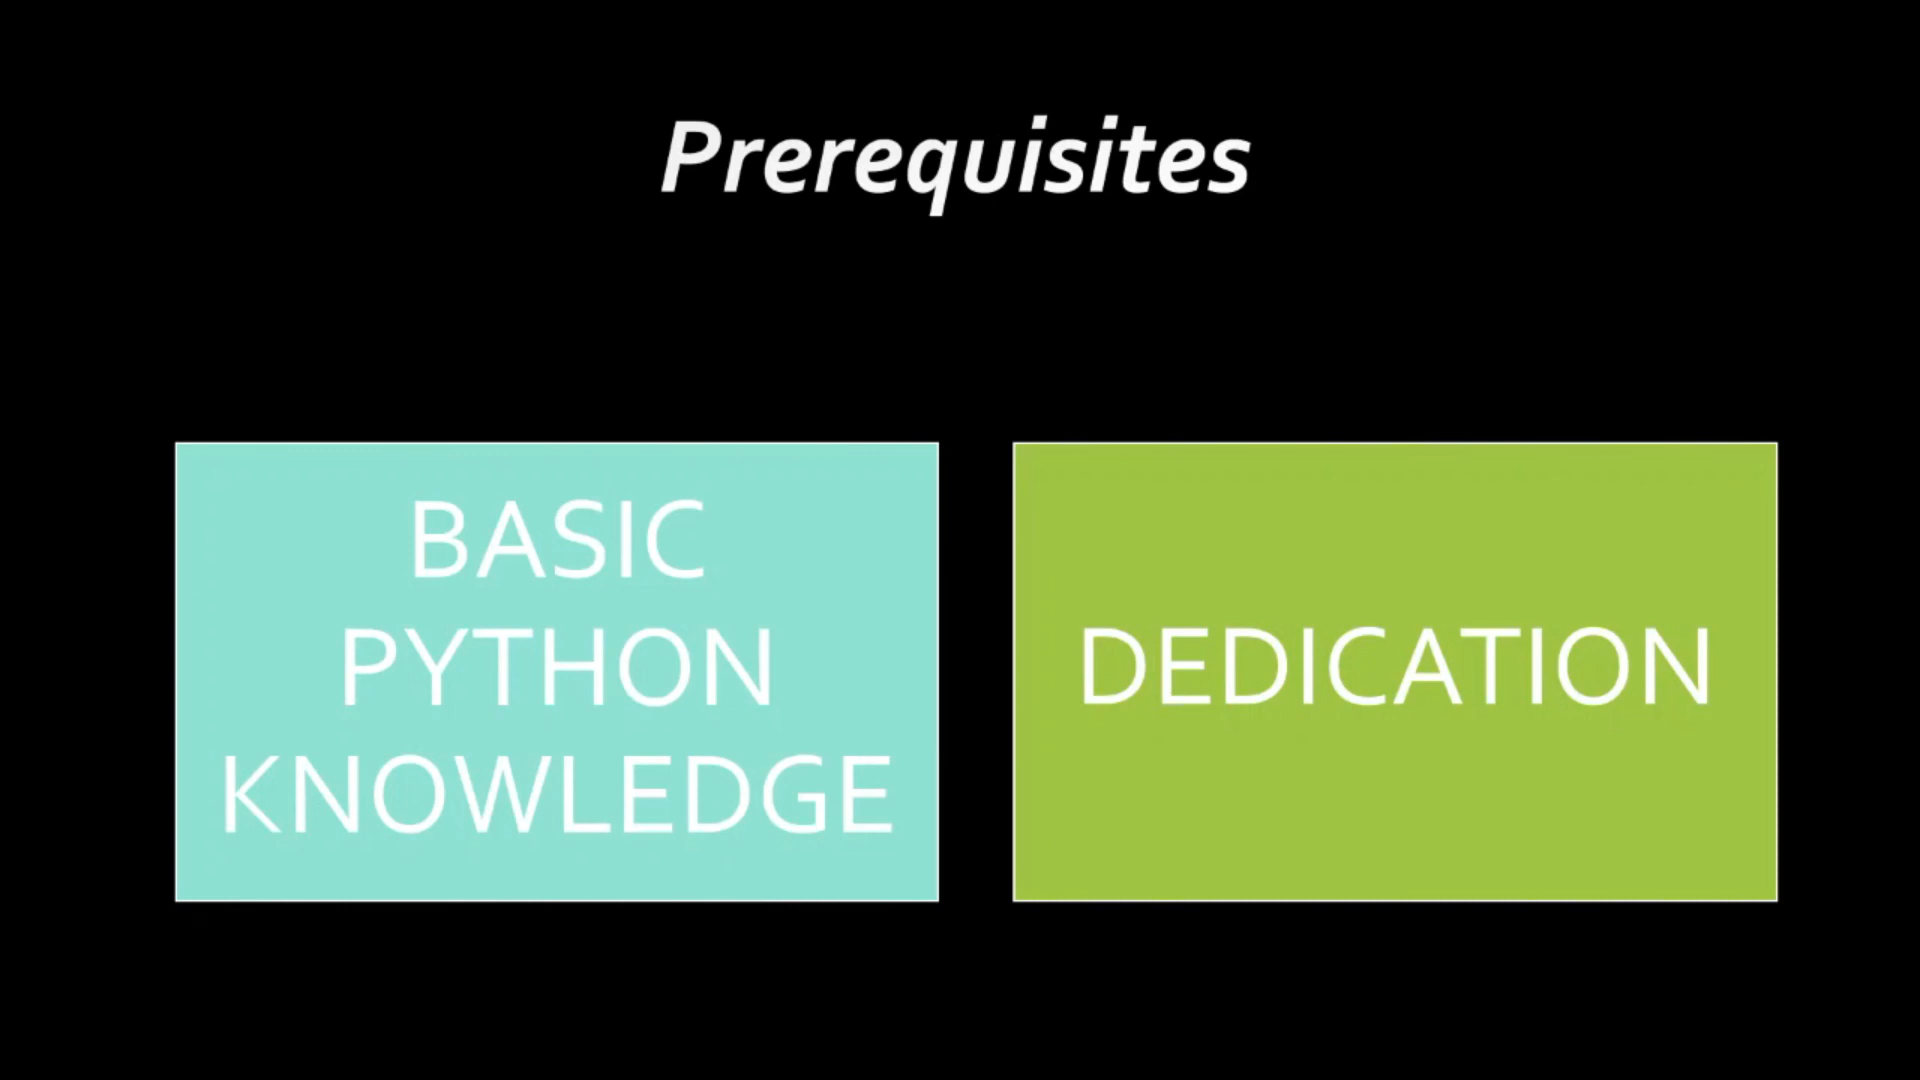 Prerequisites
BASIC
PYTHON
KNOWLEDGE
DEDICATION